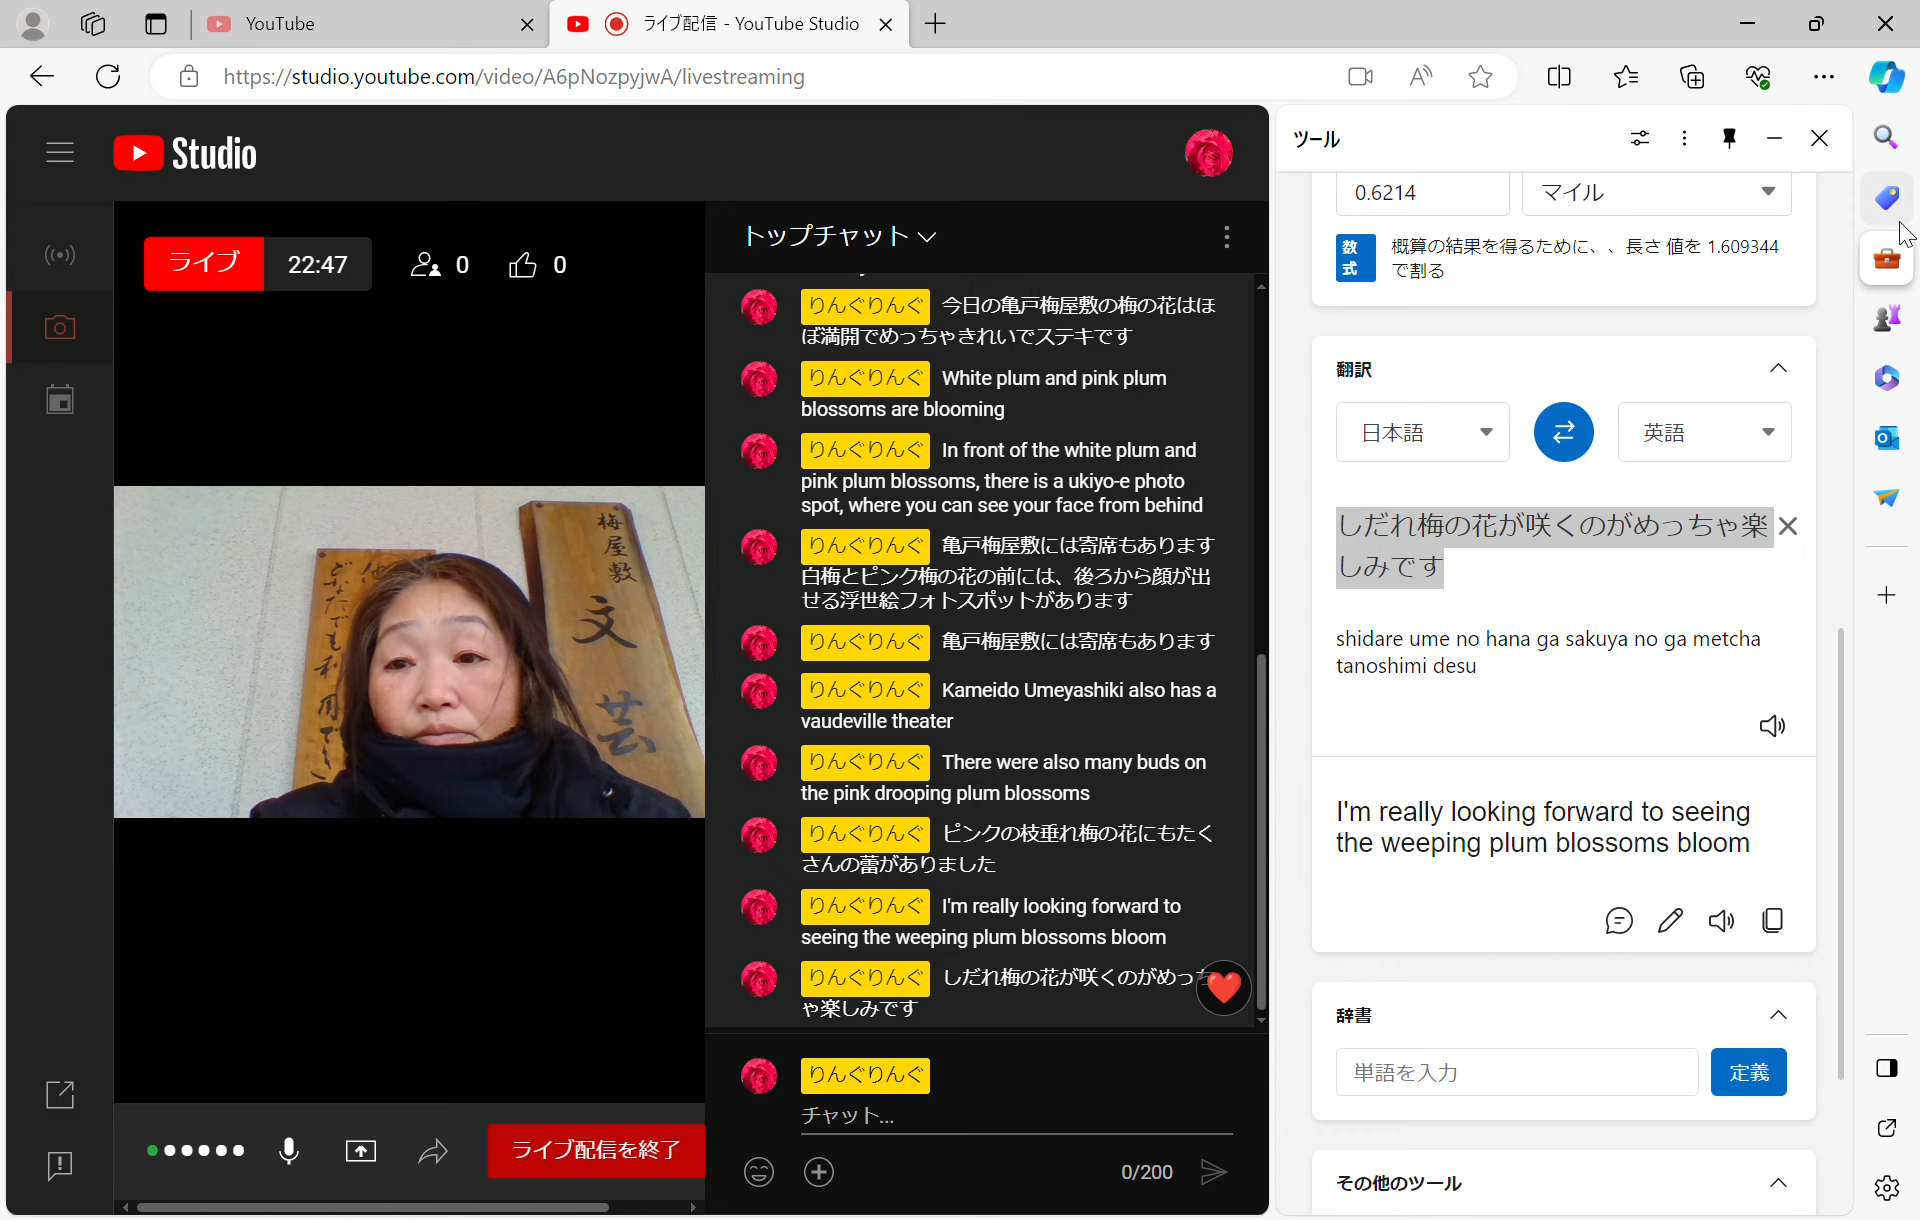 YouTube
ライブ配信 - YouTube Studio
https://studio.youtube.com/video/A6pNozpyjwA/livestreaming
Studio
ライブ
22:47
0
0
梅屋敷
文芸
トップチャット
りんぐりんぐ 今日の亀戸梅屋敷の梅の花はほ
ぼ満開でめっちゃきれいでステキです
りんぐりんぐ White plum and pink plum
blossoms are blooming
りんぐりんぐ In front of the white plum and
pink plum blossoms, there is a ukiyo-e photo
spot, where you can see your face from behind
りんぐりんぐ 亀戸梅屋敷には寄席もあります
白梅とピンク梅の花の前には、後ろから顔が出
せる浮世絵フォトスポットがあります
りんぐりんぐ 亀戸梅屋敷には寄席もあります
りんぐりんぐ Kameido Umeyashiki also has a
vaudeville theater
りんぐりんぐ There were also many buds on
the pink drooping plum blossoms
りんぐりんぐ ピンクの枝垂れ梅の花にもたく
さんの蕾がありました
りんぐりんぐ I'm really looking forward to
seeing the weeping plum blossoms bloom
りんぐりんぐ しだれ梅の花が咲くのがめっち
ゃ楽しみです
りんぐりんぐ
チャット...
0/200
ライブ配信を終了
ツール
0.6214
マイル
数式
概算の結果を得るために、、長さ 値を 1.609344
で割る
翻訳
日本語
英語
しだれ梅の花が咲くのがめっちゃ楽
しみです
shidare ume no hana ga sakuya no ga metcha
tanoshimi desu
I'm really looking forward to seeing
the weeping plum blossoms bloom
辞書
単語を入力
定義
その他のツール